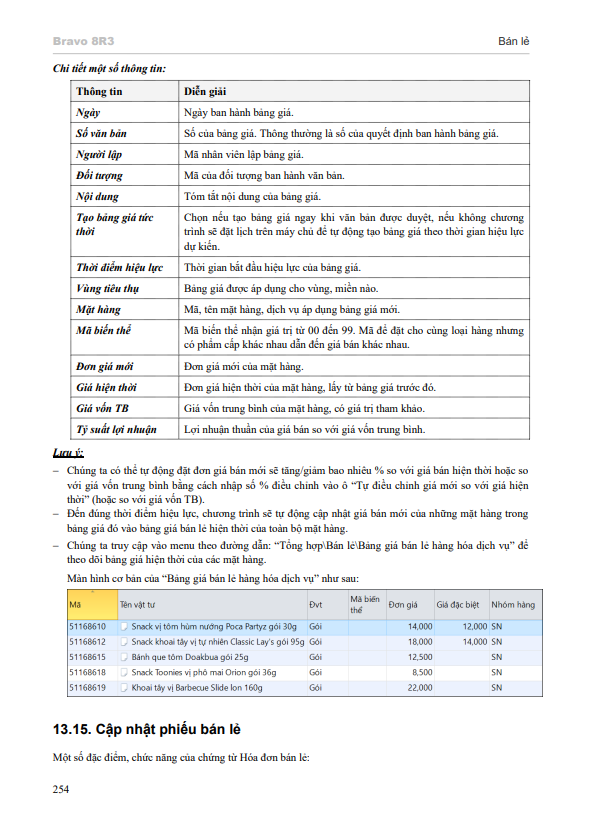 Bravo 8R3 Bán lẻ
Chi tiết một số thông tin:
Thông tin Diễn giải
Ngày Ngày ban hành bảng giá.
Số văn bản Số của bảng giá. Thông thường là số của quyết định ban hành bảng giá.
Người lập Mã nhân viên lập bảng giá.
Đối tượng Mã của đối tượng ban hành văn bản.
Nội dung Tóm tắt nội dung của bảng giá.
Tạo bảng giá tức Chọn nếu tạo bảng giá ngay khi văn bản được duyệt, nếu không chương
thời trình sẽ đặt lịch trên máy chủ để tự động tạo bảng giá theo thời gian hiệu lực
dự kiến.
Thời điểm hiệu lực Thời gian bắt đầu hiệu lực của bảng giá.
Vùng tiêu thụ Bảng giá được áp dụng cho vùng, miền nào.
Mặt hàng Mã, tên mặt hàng, dịch vụ áp dụng bảng giá mới.
Mã biến thể Mã biến thể nhận giá trị từ 00 đến 99. Mã để đặt cho cùng loại hàng nhưng
có phẩm cấp khác nhau dẫn đến giá bán khác nhau.
Đơn giá mới Đơn giá mới của mặt hàng.
Giá hiện thời Đơn giá hiện thời của mặt hàng, lấy từ bảng giá trước đó.
Giá vốn TB Giá vốn trung bình của mặt hàng, có giá trị tham khảo.
Tỷ suất lợi nhuận Lợi nhuận thuần của giá bán so với giá vốn trung bình.
Lưu ý:
− Chúng ta có thể tự động đặt đơn giá bán mới sẽ tăng/giảm bao nhiêu % so với giá bán hiện thời hoặc so
với giá vốn trung bình bằng cách nhập số % điều chỉnh vào ô “Tự điều chỉnh giá mới so với giá hiện
thời” (hoặc so với giá vốn TB).
− Đến đúng thời điểm hiệu lực, chương trình sẽ tự động cập nhật giá bán mới của những mặt hàng trong
bảng giá đó vào bảng giá bán lẻ hiện thời của toàn bộ mặt hàng.
− Chúng ta truy cập vào menu theo đường dẫn: “Tổng hợp\Bán lẻ\Bảng giá bán lẻ hàng hóa dịch vụ” để
theo dõi bảng giá hiện thời của các mặt hàng.
Màn hình cơ bản của “Bảng giá bán lẻ hàng hóa dịch vụ” như sau:
Mã Tên vật tư Đvt Mã biến Đơn giá Giá đặc biệt Nhóm hàng
thể
51168610 Snack vị tôm hùm nướng Poca Partyz gói 30g Gói 14,000 12,000 SN
51168612 Snack khoai tây vị tự nhiên Classic Lay's gói 95g Gói 18,000 14,000 SN
51168615 Bánh que tôm Doakbua gói 25g Gói 12,500 SN
51168618 Snack Toonies vị phô mai Orion gói 36g Gói 8,500 SN
51168619 Khoai tây vị Barbecue Slide lon 160g Gói 22,000 SN
13.15. Cập nhật phiếu bán lẻ
Một số đặc điểm, chức năng của chứng từ Hóa đơn bán lẻ:
254